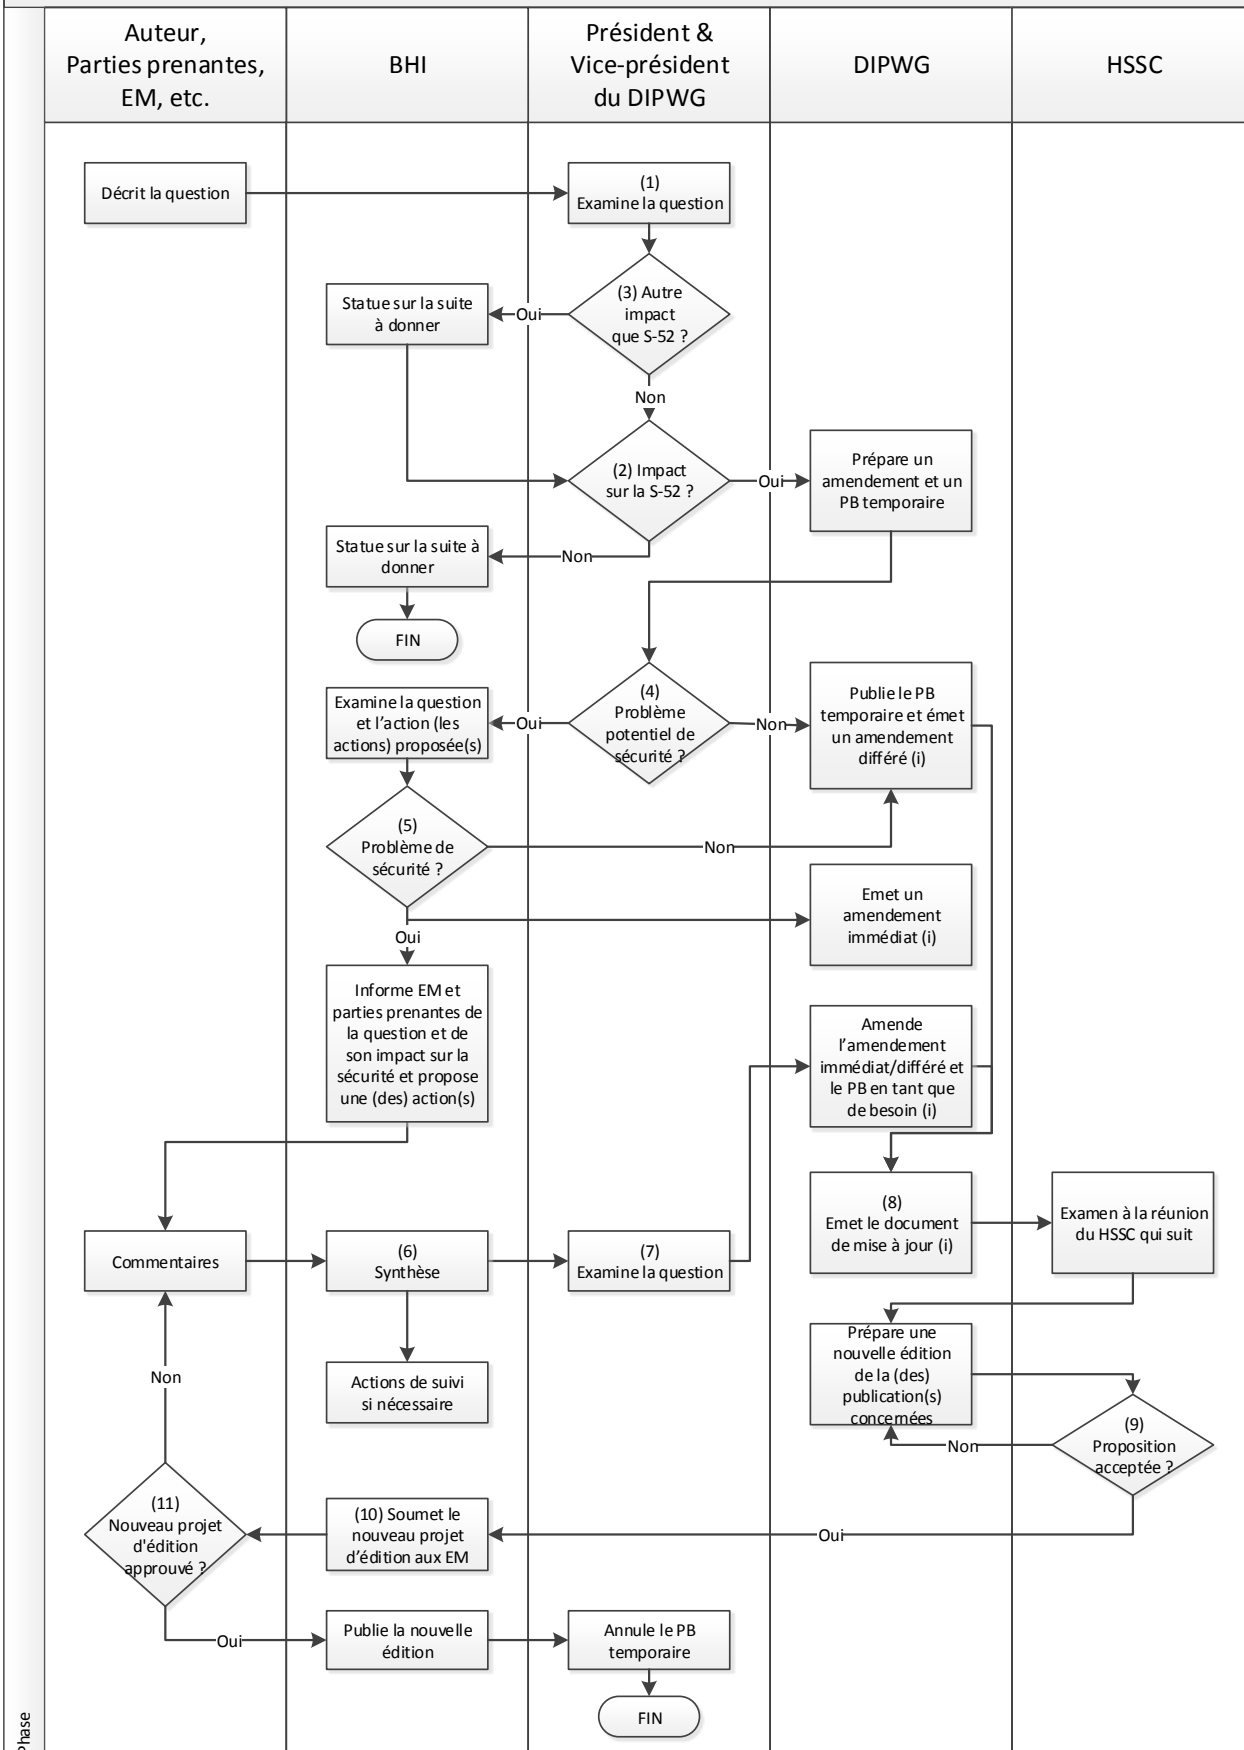 Auteur,
Parties prenantes,
EM, etc.
BHI
Président &
Vice-président
du DIPWG
DIPWG
HSSC
Décrit la question
(1)
Examine la question
(3) Autre
impact
que S-52 ?
Oui
Statue sur la suite
à donner
Non
(2) Impact
sur la S-52 ?
Oui
Prépare un
amendement et un
PB temporaire
Non
Statue sur la suite à
donner
FIN
(4)
Problème
potentiel de
sécurité ?
Oui
Non
Examine la question
et l’action (les
actions) proposée(s)
Publie le PB
temporaire et émet
un amendement
différé (i)
(5)
Problème de
sécurité ?
Non
Oui
Emet un
amendement
immédiat (i)
Informe EM et
parties prenantes de
la question et de
son impact sur la
sécurité et propose
une (des) action(s)
Amende
l’amendement
immédiat/différé et
le PB en tant que
de besoin (i)
Commentaires
(6)
Synthèse
(7)
Examine la question
(8)
Emet le document
de mise à jour (i)
Examen à la réunion
du HSSC qui suit
Actions de suivi
si nécessaire
Prépare une
nouvelle édition
de la (des)
publication(s)
concernées
(9)
Proposition
acceptée ?
Non
Oui
Non
(10) Soumet le
nouveau projet
d’édition aux EM
(11)
Nouveau projet
d'édition
approuvé ?
Oui
Publie la nouvelle
édition
Annule le PB
temporaire
FIN
Phase